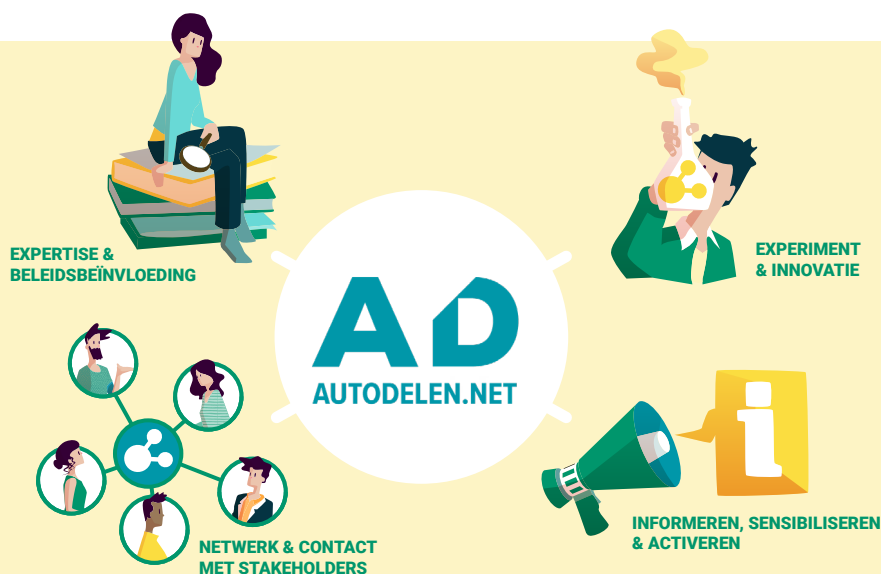 EXPERTISE &
BELEIDSBEÏNVLOEDING
EXPERIMENT
& INNOVATIE
AD
AUTODELEN.NET
i
NETWERK & CONTACT
MET STAKEHOLDERS
INFORMEREN, SENSIBILISEREN
& ACTIVEREN